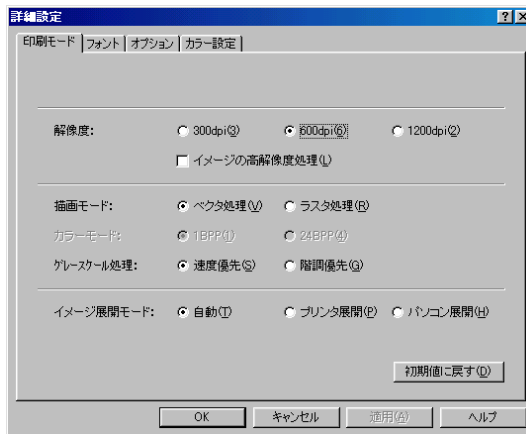 詳細設定
印刷モード フォント オプション カラー設定
解像度: 300dpi(3) 600dpi(6) 1200dpi(2)
イメージの高解像度処理(L)
描画モード: ベクタ処理(V) ラスタ処理(R)
カラーモード: 1BPP(1) 24BPP(4)
グレースケール処理: 速度優先(S) 階調優先(G)
イメージ展開モード: 自動(T) プリンタ展開(P) パソコン展開(H)
初期値に戻す(D)
OK キャンセル 適用(A) ヘルプ